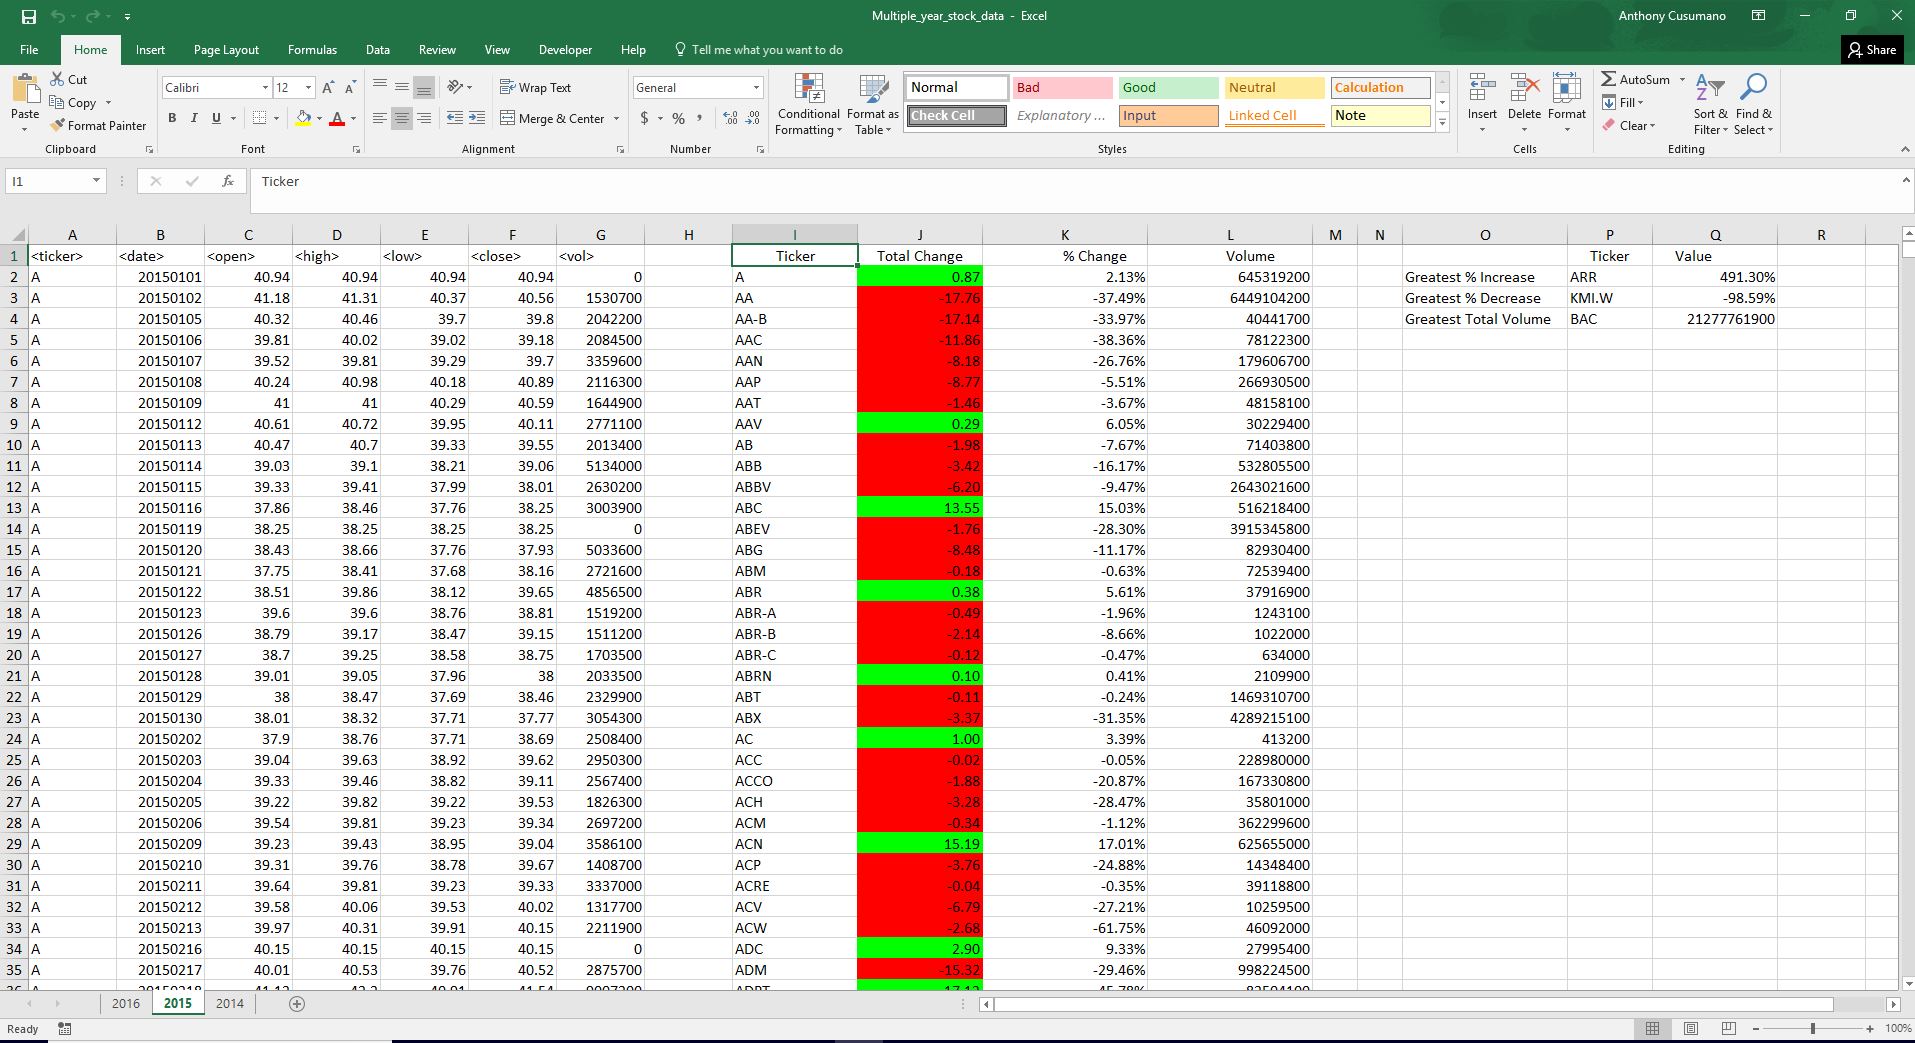 Multiple_year_stock_data - Excel
Anthony Cusumano
File Home Insert Page Layout Formulas Data Review View Developer Help Tell me what you want to do
Share
Paste
Cut
Copy
Format Painter
Clipboard
Calibri 12
B I U
Font
Wrap Text
Merge & Center
Alignment
General
$ % ,
Number
Conditional Formatting
Format as Table
Normal Bad Good Neutral Calculation
Check Cell Explanatory ... Input Linked Cell Note
Styles
Insert Delete Format
Cells
AutoSum
Fill
Clear
Sort & Filter
Find & Select
Editing
I1 fx Ticker
A B C D E F G H I J K L M N O P Q R
1 <ticker> <date> <open> <high> <low> <close> <vol> Ticker Total Change % Change Volume Ticker Value
2 A 20150101 40.94 40.94 40.94 40.94 0 A 0.87 2.13% 645319200 Greatest % Increase ARR 491.30%
3 A 20150102 41.18 41.31 40.37 40.56 1530700 AA -17.76 -37.49% 6449104200 Greatest % Decrease KMI.W -98.59%
4 A 20150105 40.32 40.46 39.7 39.8 2042200 AA-B -17.14 -33.97% 40441700 Greatest Total Volume BAC 21277761900
5 A 20150106 39.81 40.02 39.02 39.18 2084500 AAC -11.86 -38.36% 78122300
6 A 20150107 39.52 39.81 39.29 39.7 3359600 AAN -8.18 -26.76% 179606700
7 A 20150108 40.24 40.98 40.18 40.89 2116300 AAP -8.77 -5.51% 266930500
8 A 20150109 41 41 40.29 40.59 1644900 AAT -1.46 -3.67% 48158100
9 A 20150112 40.61 40.72 39.95 40.11 2771100 AAV 0.29 6.05% 30229400
10 A 20150113 40.47 40.7 39.33 39.55 2013400 AB -1.98 -7.67% 71403800
11 A 20150114 39.03 39.1 38.21 39.06 5134000 ABB -3.42 -16.17% 532805500
12 A 20150115 39.33 39.41 37.99 38.01 2630200 ABBV -6.20 -9.47% 2643021600
13 A 20150116 37.86 38.46 37.76 38.25 3003900 ABC 13.55 15.03% 516218400
14 A 20150119 38.25 38.25 38.25 38.25 0 ABEV -1.76 -28.30% 3915345800
15 A 20150120 38.43 38.66 37.76 37.93 5033600 ABG -8.48 -11.17% 82930400
16 A 20150121 37.75 38.41 37.68 38.16 2721600 ABM -0.18 -0.63% 72539400
17 A 20150122 38.51 39.86 38.12 39.65 4856500 ABR 0.38 5.61% 37916900
18 A 20150123 39.6 39.6 38.76 38.81 1519200 ABR-A -0.49 -1.96% 1243100
19 A 20150126 38.79 39.17 38.47 39.15 1511200 ABR-B -2.14 -8.66% 1022000
20 A 20150127 38.7 39.25 38.58 38.75 1703500 ABR-C -0.12 -0.47% 634000
21 A 20150128 39.01 39.05 37.96 38 2033500 ABRN 0.10 0.41% 2109900
22 A 20150129 38 38.47 37.69 38.46 2329900 ABT -0.11 -0.24% 1469310700
23 A 20150130 38.01 38.32 37.71 37.77 3054300 ABX -3.37 -31.35% 4289215100
24 A 20150202 37.9 38.76 37.71 38.69 2508400 AC 1.00 3.39% 413200
25 A 20150203 39.04 39.63 38.92 39.62 2950300 ACC -0.02 -0.05% 228980000
26 A 20150204 39.33 39.46 38.82 39.11 2567400 ACCO -1.88 -20.87% 167330800
27 A 20150205 39.22 39.82 39.22 39.53 1826300 ACH -3.28 -28.47% 35801000
28 A 20150206 39.54 39.81 39.23 39.34 2697200 ACM -0.34 -1.12% 362299600
29 A 20150209 39.23 39.43 38.95 39.04 3586100 ACN 15.19 17.01% 625655000
30 A 20150210 39.31 39.76 38.78 39.67 1408700 ACP -3.76 -24.88% 14348400
31 A 20150211 39.64 39.81 39.23 39.33 3337000 ACRE -0.04 -0.35% 39118800
32 A 20150212 39.58 40.06 39.53 40.02 1317700 ACV -6.79 -27.21% 10259500
33 A 20150213 39.97 40.31 39.91 40.15 2211900 ACW -2.68 -61.75% 46092000
34 A 20150216 40.15 40.15 40.15 40.15 0 ADC 2.90 9.33% 27995400
35 A 20150217 40.01 40.53 39.76 40.52 2875700 ADM -15.32 -29.46% 998224500
2016 2015 2014
Ready
100%